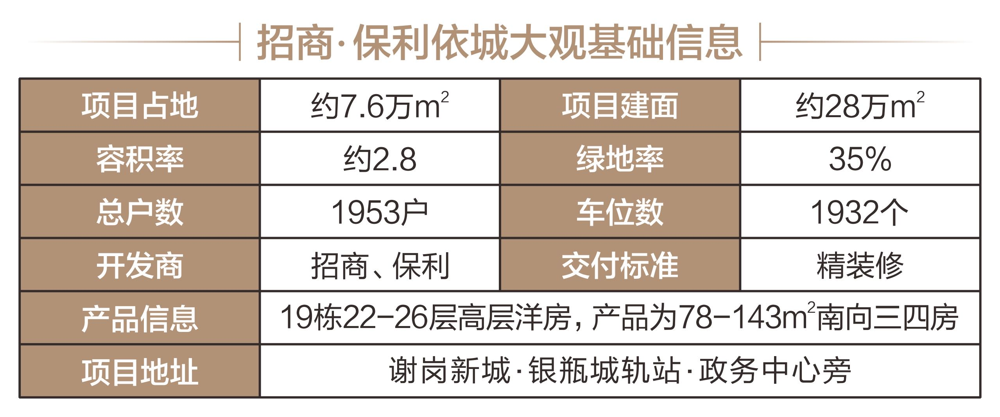 招商·保利依城大观基础信息
项目占地 约7.6万m² 项目建面 约28万m²
容积率 约2.8 绿地率 35%
总户数 1953户 车位数 1932个
开发商 招商、保利 交付标准 精装修
产品信息 19栋22-26层高层洋房，产品为78-143m²南向三四房
项目地址 谢岗新城·银瓶城轨站·政务中心旁